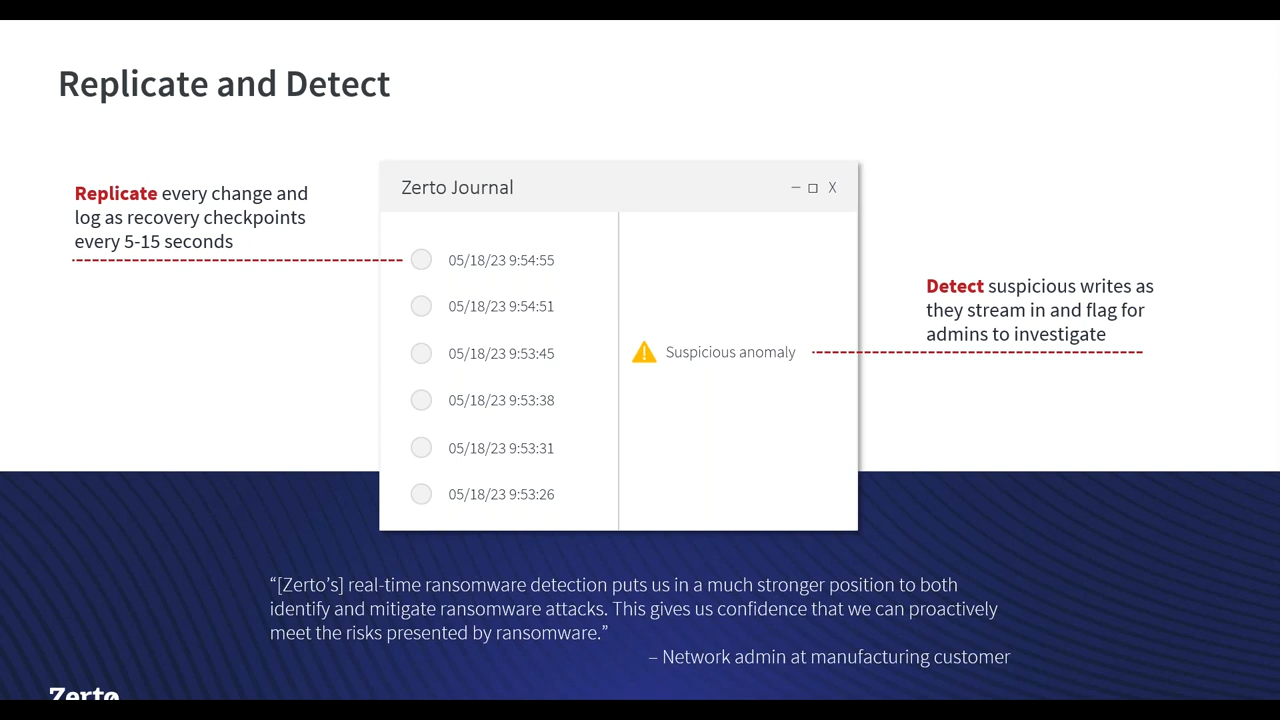 Replicate and Detect
Replicate every change and
log as recovery checkpoints
every 5-15 seconds
Zerto Journal
05/18/23 9:54:55
05/18/23 9:54:51
05/18/23 9:53:45
05/18/23 9:53:38
05/18/23 9:53:31
05/18/23 9:53:26
Suspicious anomaly
Detect suspicious writes as
they stream in and flag for
admins to investigate
“[Zerto’s] real-time ransomware detection puts us in a much stronger position to both
identify and mitigate ransomware attacks. This gives us confidence that we can proactively
meet the risks presented by ransomware.”
– Network admin at manufacturing customer
Zerto